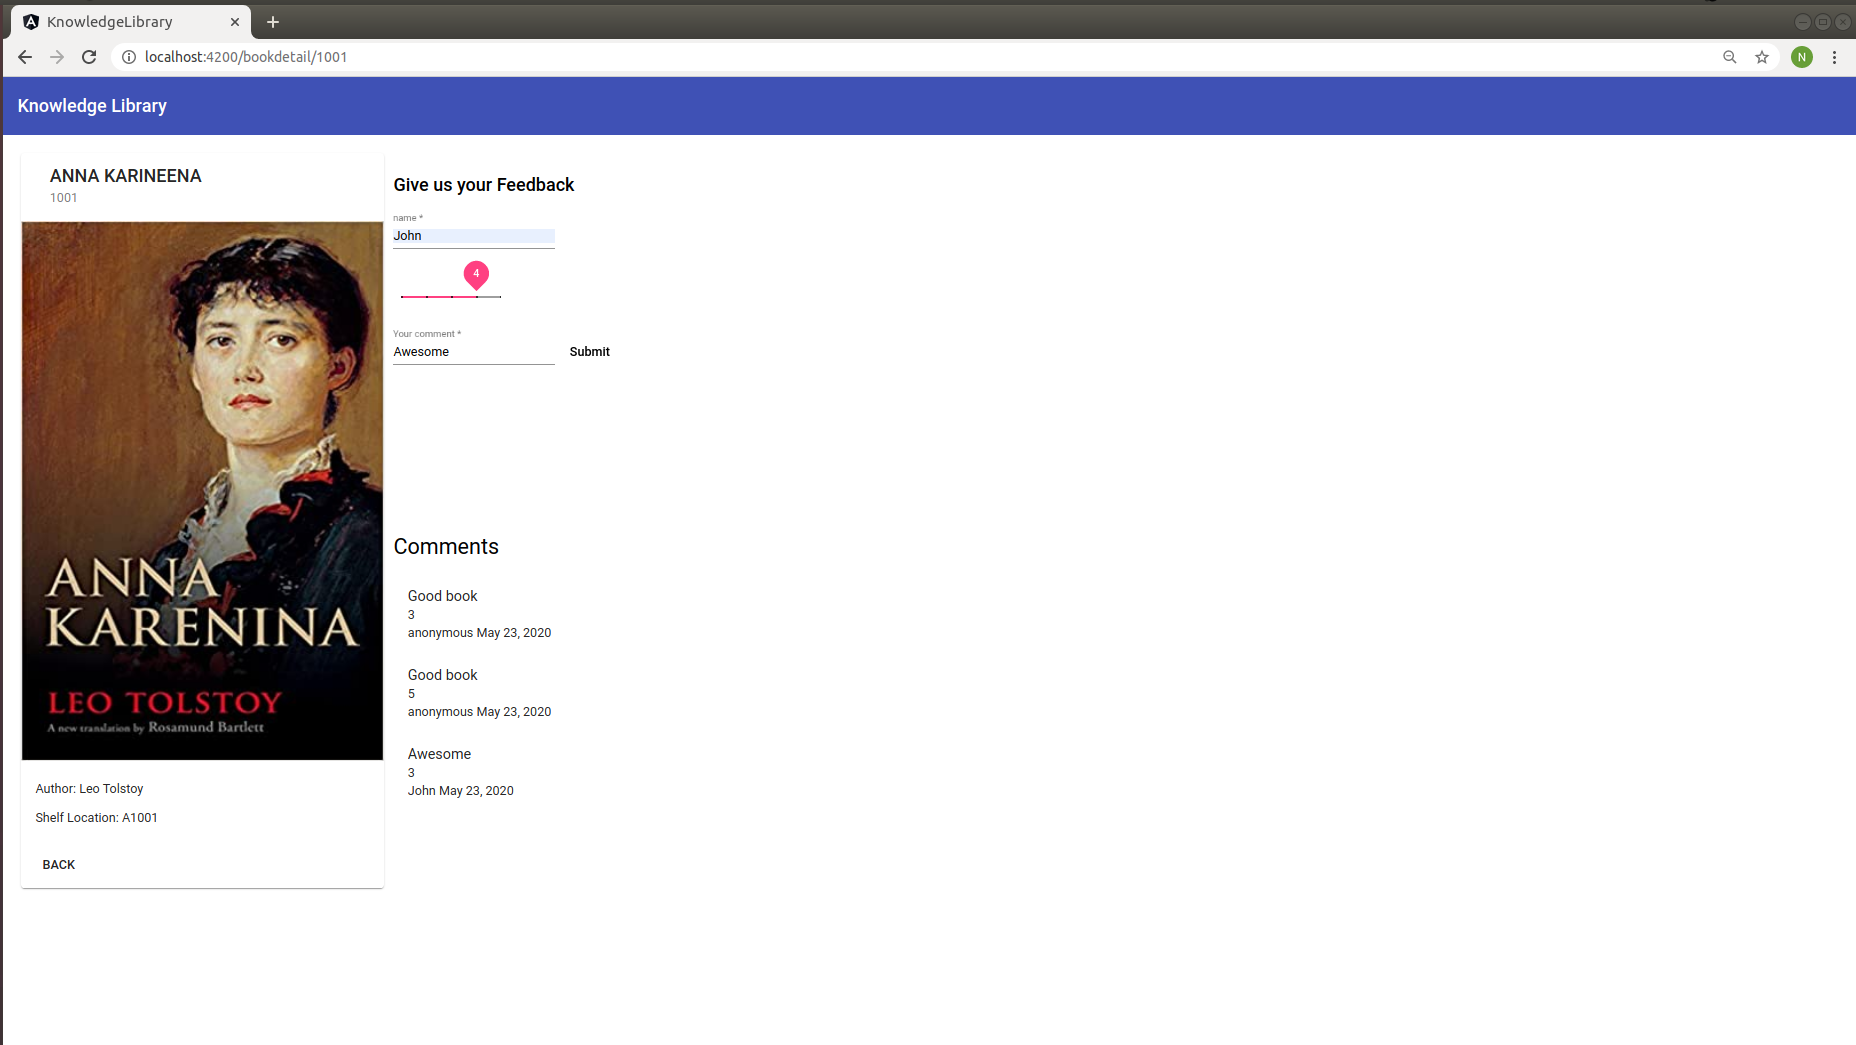 KnowledgeLibrary
localhost:4200/bookdetail/1001
N
Knowledge Library
ANNA KARINEENA
1001
ANNA
KARENINA
LEO TOLSTOY
A new translation by Rosamund Bartlett
Author: Leo Tolstoy
Shelf Location: A1001
BACK
Give us your Feedback
name *
John
4
Your comment *
Awesome
Submit
Comments
Good book
3
anonymous May 23, 2020
Good book
5
anonymous May 23, 2020
Awesome
3
John May 23, 2020